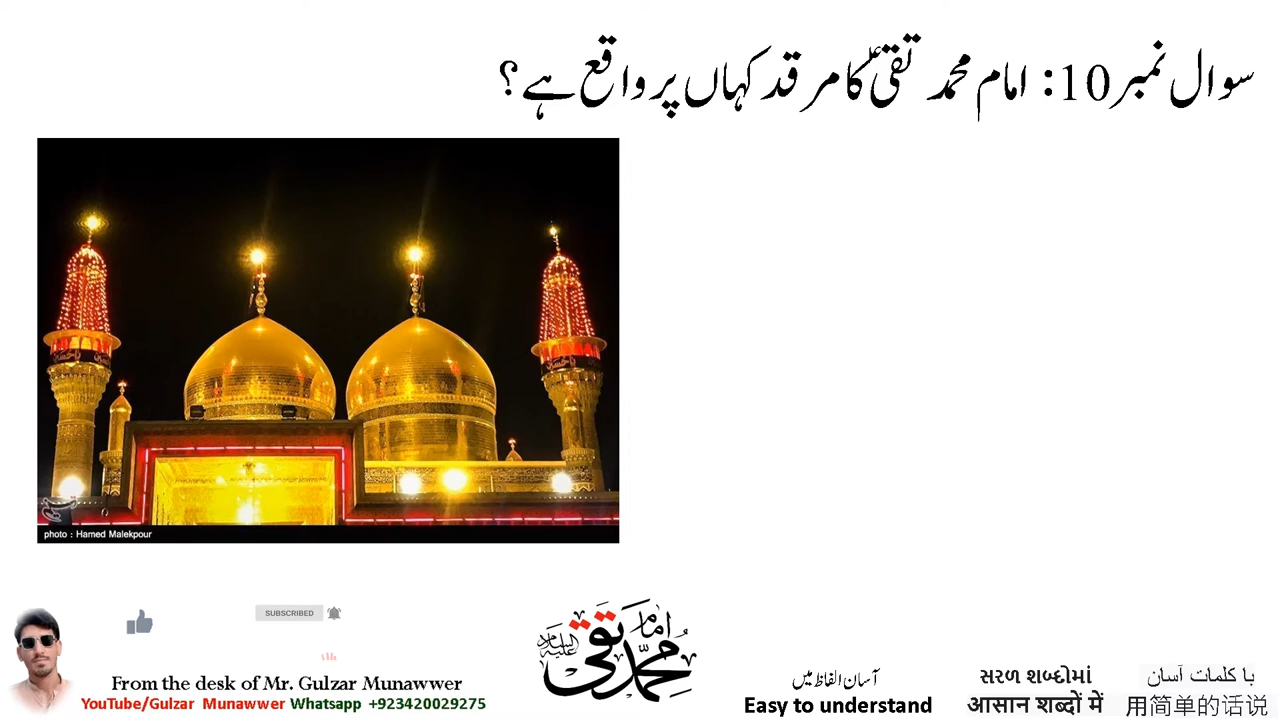 سوال نمبر10: امام محمد تقیؑ کا مرقد کہاں پر واقع ہے؟
photo : Hamed Malekpour
SUBSCRIBED
امام محمد تقی علیہ السلام
From the desk of Mr. Gulzar Munawwer
YouTube/Gulzar Munawwer Whatsapp +923420029275
آسان الفاظ میں
Easy to understand
સરળ શબ્દોમાં
आसान शब्दों में
با کلمات آسان
用简单的话说